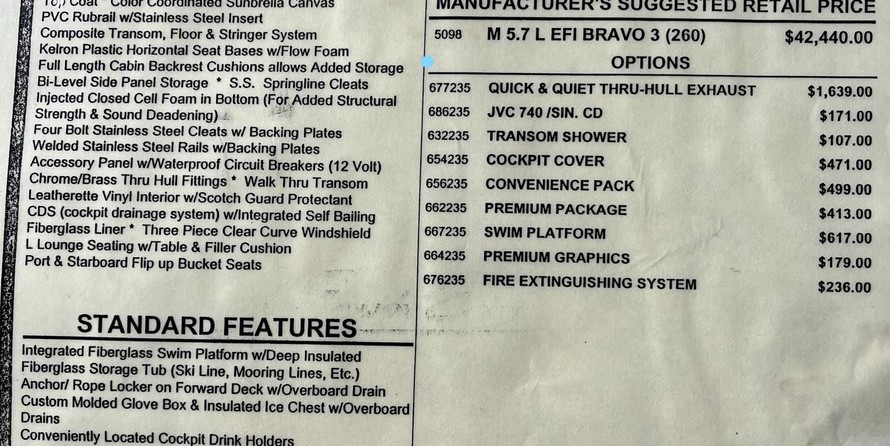 Top/ Coat * Color Coordinated Sunbrella Canvas
PVC Rubrail w/Stainless Steel Insert
Composite Transom, Floor & Stringer System
Kelron Plastic Horizontal Seat Bases w/Flow Foam
Full Length Cabin Backrest Cushions allows Added Storage
Bi-Level Side Panel Storage * S.S. Springline Cleats
Injected Closed Cell Foam in Bottom (For Added Structural
Strength & Sound Deadening)
Four Bolt Stainless Steel Cleats w/ Backing Plates
Welded Stainless Steel Rails w/Backing Plates
Accessory Panel w/Waterproof Circuit Breakers (12 Volt)
Chrome/Brass Thru Hull Fittings * Walk Thru Transom
Leatherette Vinyl Interior w/Scotch Guard Protectant
CDS (cockpit drainage system) w/Integrated Self Bailing
Fiberglass Liner * Three Piece Clear Curve Windshield
L Lounge Seating w/Table & Filler Cushion
Port & Starboard Flip up Bucket Seats
STANDARD FEATURES
Integrated Fiberglass Swim Platform w/Deep Insulated
Fiberglass Storage Tub (Ski Line, Mooring Lines, Etc.)
Anchor/ Rope Locker on Forward Deck w/Overboard Drain
Custom Molded Glove Box & Insulated Ice Chest w/Overboard
Drains
Conveniently Located Cockpit Drink Holders
MANUFACTURER'S SUGGESTED RETAIL PRICE
5098 M 5.7 L EFI BRAVO 3 (260) $42,440.00
OPTIONS
677235 QUICK & QUIET THRU-HULL EXHAUST $1,639.00
686235 JVC 740 /SIN. CD $171.00
632235 TRANSOM SHOWER $107.00
654235 COCKPIT COVER $471.00
656235 CONVENIENCE PACK $499.00
662235 PREMIUM PACKAGE $413.00
667235 SWIM PLATFORM $617.00
664235 PREMIUM GRAPHICS $179.00
676235 FIRE EXTINGUISHING SYSTEM $236.00